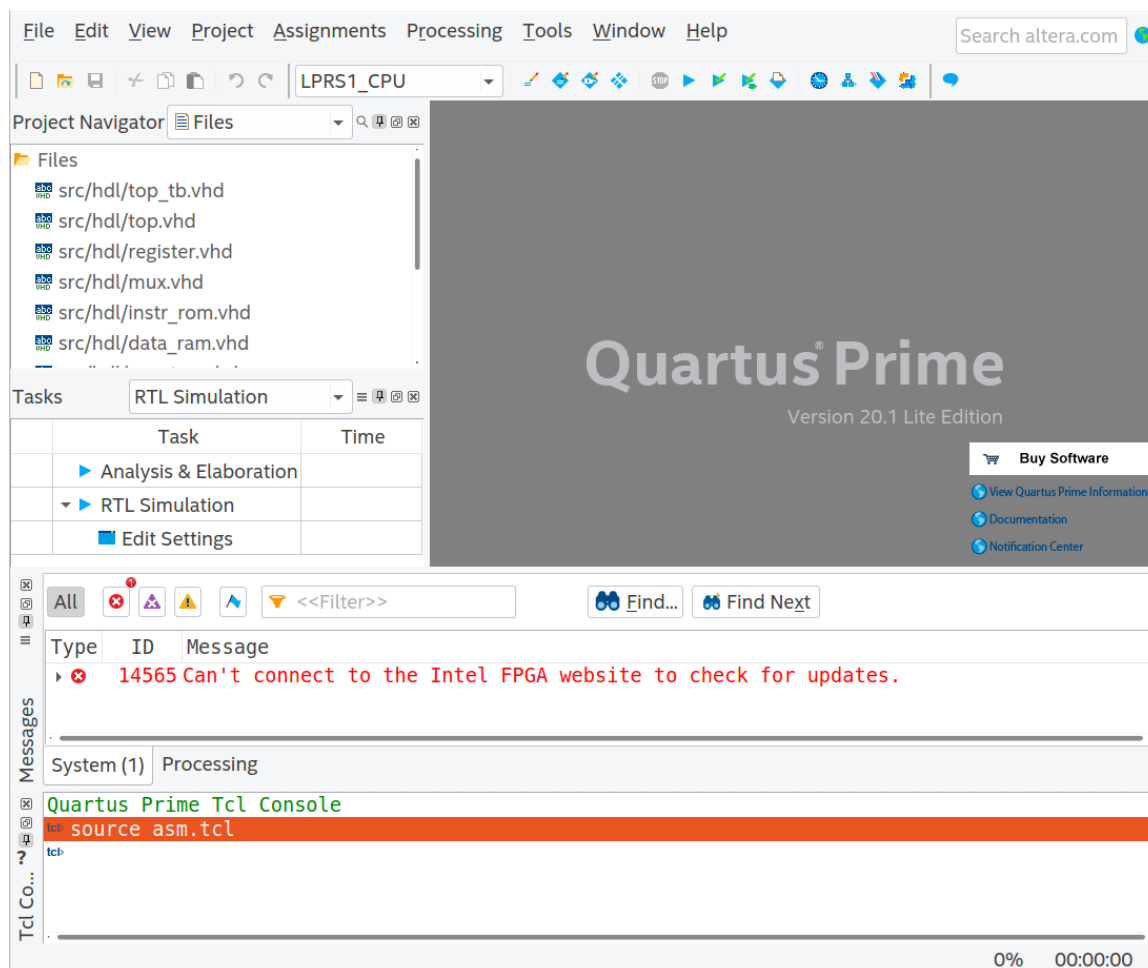 File Edit View Project Assignments Processing Tools Window Help
Search altera.com
LPRS1_CPU
STOP
Project Navigator Files
Files
src/hdl/top_tb.vhd
src/hdl/top.vhd
src/hdl/register.vhd
src/hdl/mux.vhd
src/hdl/instr_rom.vhd
src/hdl/data_ram.vhd
Quartus® Prime
Version 20.1 Lite Edition
Buy Software
View Quartus Prime Information
Documentation
Notification Center
Tasks RTL Simulation
Task Time
Analysis & Elaboration
RTL Simulation
Edit Settings
All 1 <<Filter>> Find... Find Next
Type ID Message
14565 Can't connect to the Intel FPGA website to check for updates.
Messages
System (1) Processing
Quartus Prime Tcl Console
tcl> source asm.tcl
tcl>
Tcl Co...
0% 00:00:00